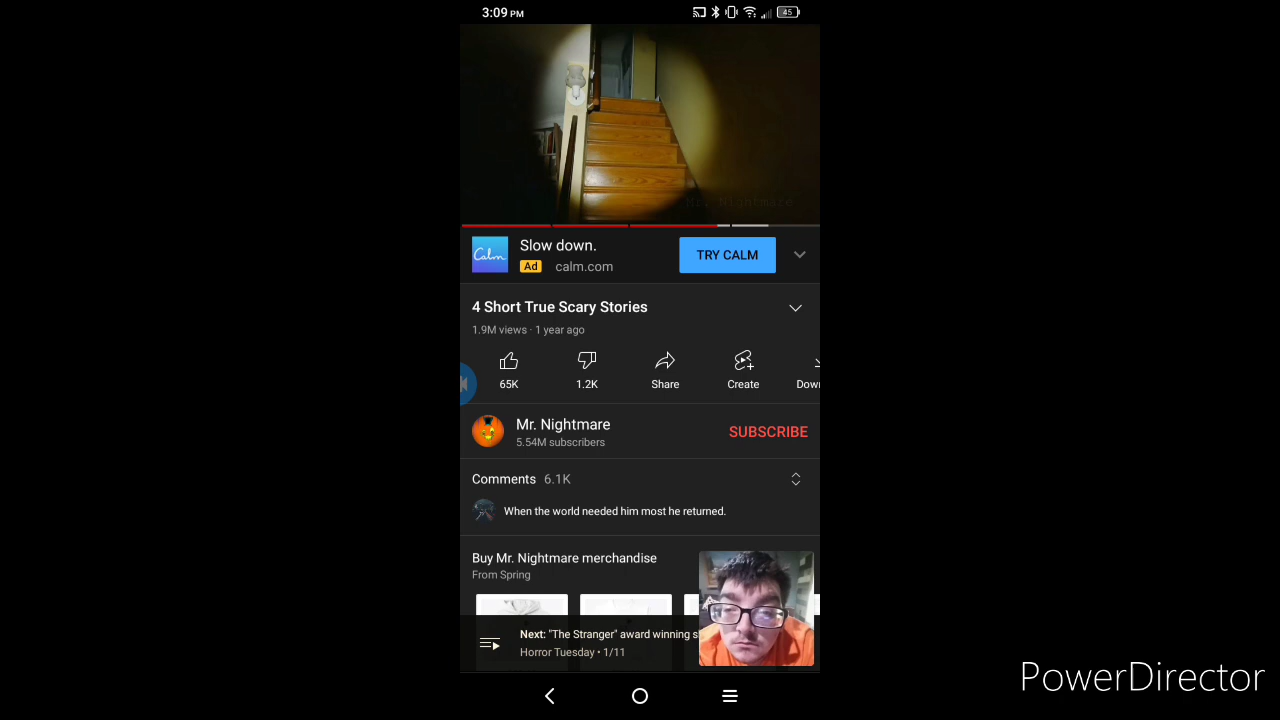 3:09 PM
45
Mr. Nightmare
Calm
Slow down.
TRY CALM
Ad calm.com
4 Short True Scary Stories
1.9M views · 1 year ago
65K
1.2K
Share
Create
Mr. Nightmare
SUBSCRIBE
5.54M subscribers
Comments 6.1K
When the world needed him most he returned.
Buy Mr. Nightmare merchandise
From Spring
Next: "The Stranger" award winning s
Horror Tuesday • 1/11
PowerDirector